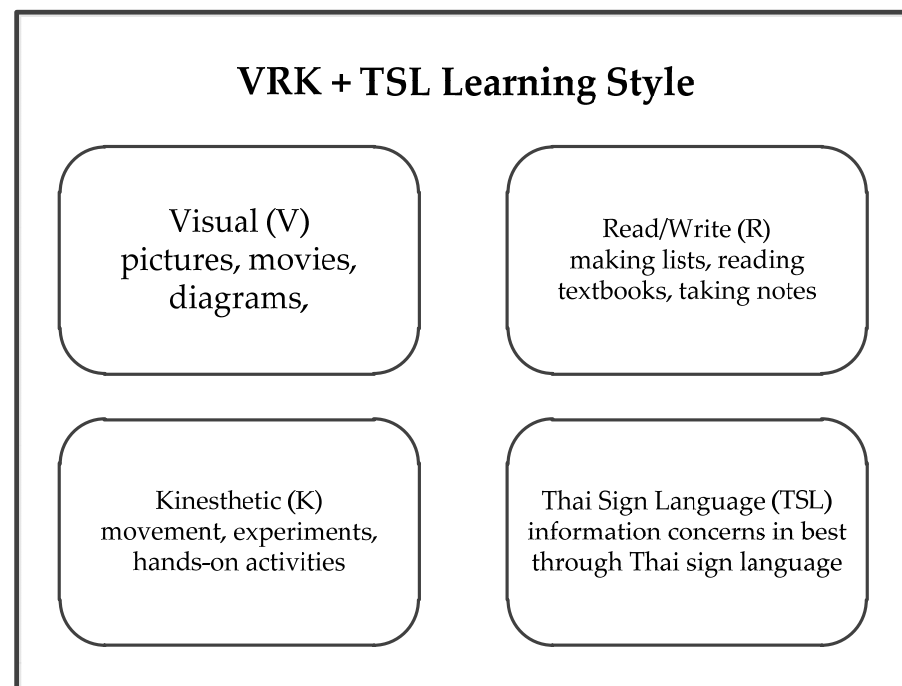 VRK + TSL Learning Style
Visual (V)
pictures, movies,
diagrams,
Read/Write (R)
making lists, reading
textbooks, taking notes
Kinesthetic (K)
movement, experiments,
hands-on activities
Thai Sign Language (TSL)
information concerns in best
through Thai sign language